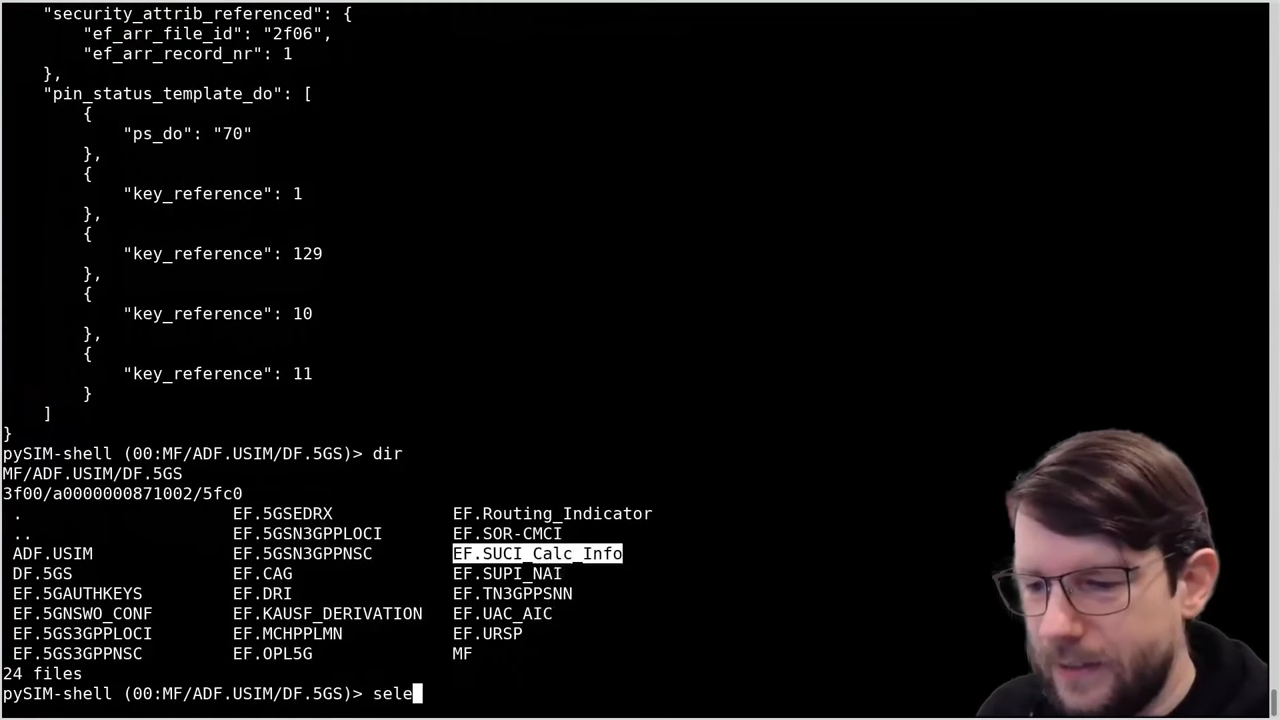 "security_attrib_referenced": {
        "ef_arr_file_id": "2f06",
        "ef_arr_record_nr": 1
    },
    "pin_status_template_do": [
        {
            "ps_do": "70"
        },
        {
            "key_reference": 1
        },
        {
            "key_reference": 129
        },
        {
            "key_reference": 10
        },
        {
            "key_reference": 11
        }
    ]
}
pySIM-shell (00:MF/ADF.USIM/DF.5GS)> dir
MF/ADF.USIM/DF.5GS
3f00/a0000000871002/5fc0
 .                     EF.5GSEDRX            EF.Routing_Indicator
 ..                    EF.5GSN3GPPLOCI       EF.SOR-CMCI
 ADF.USIM              EF.5GSN3GPPNSC        EF.SUCI_Calc_Info
 DF.5GS                EF.CAG                EF.SUPI_NAI
 EF.5GAUTHKEYS         EF.DRI                EF.TN3GPPSNN
 EF.5GNSWO_CONF        EF.KAUSF_DERIVATION   EF.UAC_AIC
 EF.5GS3GPPLOCI        EF.MCHPPLMN           EF.URSP
 EF.5GS3GPPNSC         EF.OPL5G              MF
24 files
pySIM-shell (00:MF/ADF.USIM/DF.5GS)> sele